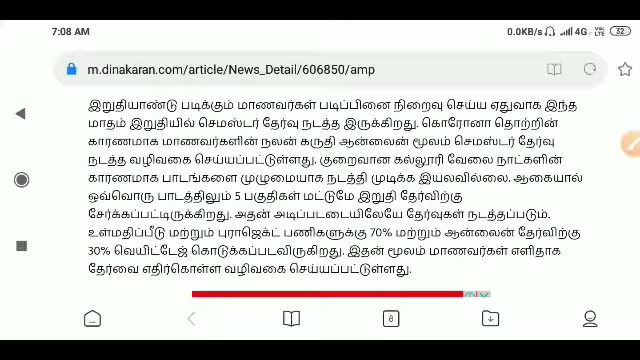 7:08 AM
0.0KB/s 4G VoLTE 32
m.dinakaran.com/article/News_Detail/606850/amp
இறுதியாண்டு படிக்கும் மாணவர்கள் படிப்பினை நிறைவு செய்ய ஏதுவாக இந்த
மாதம் இறுதியில் செமஸ்டர் தேர்வு நடத்த இருக்கிறது. கொரோனா தொற்றின்
காரணமாக மாணவர்களின் நலன் கருதி ஆன்லைன் மூலம் செமஸ்டர் தேர்வு
நடத்த வழிவகை செய்யப்பட்டுள்ளது. குறைவான கல்லூரி வேலை நாட்களின்
காரணமாக பாடங்களை முழுமையாக நடத்தி முடிக்க இயலவில்லை. ஆகையால்
ஒவ்வொரு பாடத்திலும் 5 பகுதிகள் மட்டுமே இறுதி தேர்விற்கு
சேர்க்கப்பட்டிருக்கிறது. அதன் அடிப்படையிலேயே தேர்வுகள் நடத்தப்படும்.
உள்மதிப்பீடு மற்றும் புராஜெக்ட் பணிகளுக்கு 70% மற்றும் ஆன்லைன் தேர்விற்கு
30% வெயிட்டேஜ் கொடுக்கப்படவிருகிறது. இதன் மூலம் மாணவர்கள் எளிதாக
தேர்வை எதிர்கொள்ள வழிவகை செய்யப்பட்டுள்ளது.
8